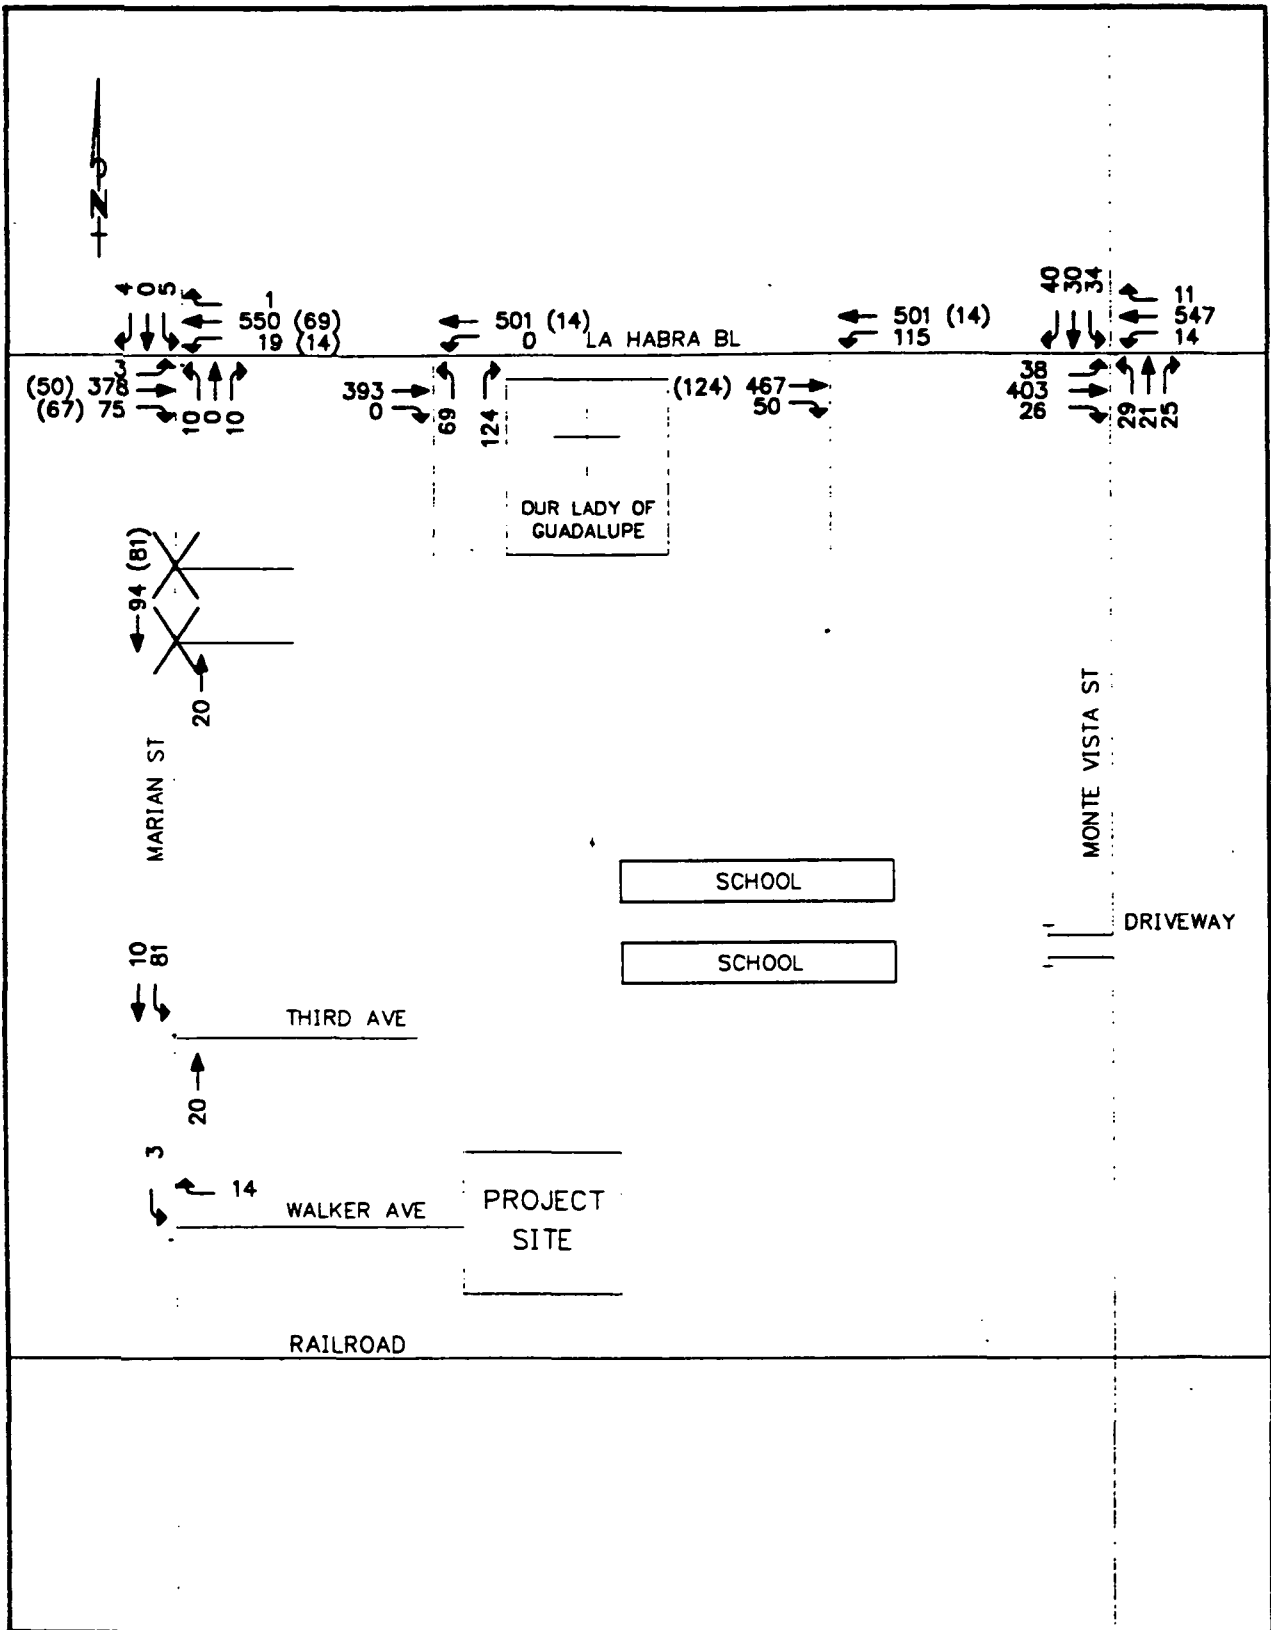 N
4
0
5
1
550 (69)
19 (14)
501 (14)
0
LA HABRA BL
501 (14)
115
40
30
34
11
547
14
3
(50) 378
(67) 75
10
0
10
393
0
69
124
(124) 467
50
38
403
26
29
21
25
OUR LADY OF
GUADALUPE
94 (81)
20
MARIAN ST
MONTE VISTA ST
SCHOOL
SCHOOL
DRIVEWAY
10
81
THIRD AVE
20
3
14
WALKER AVE
PROJECT
SITE
RAILROAD